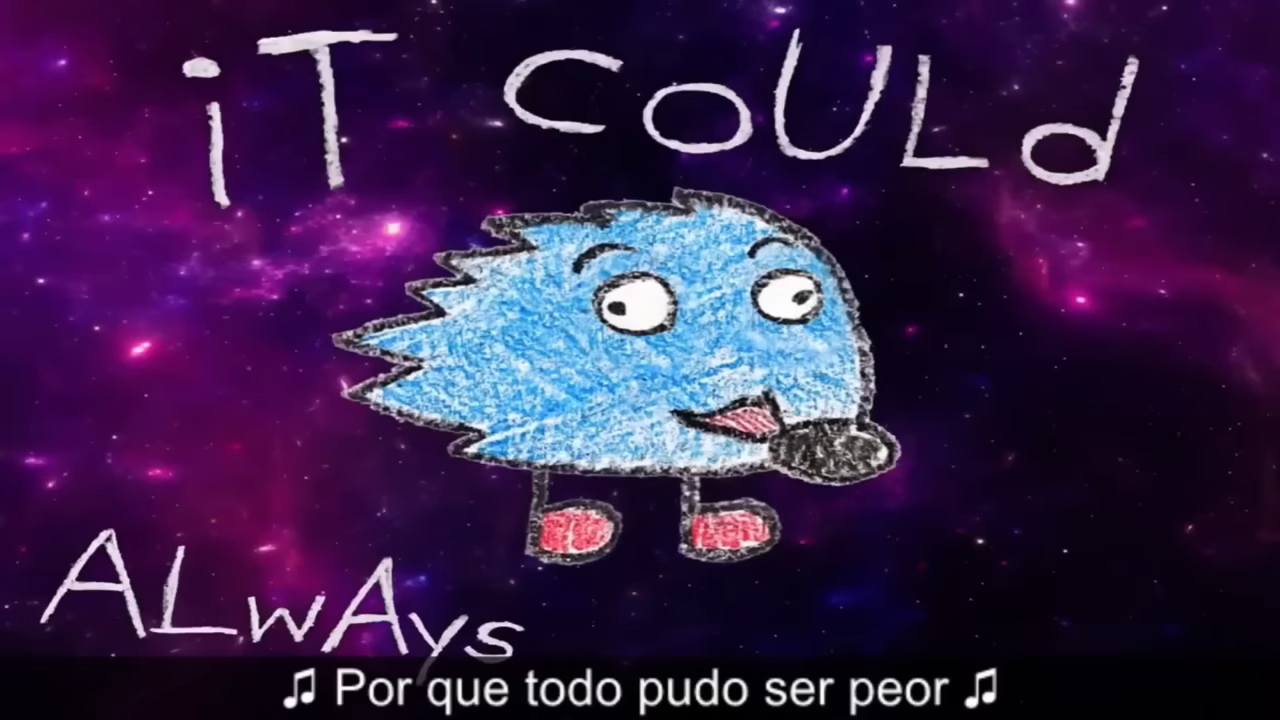 iT CoULd
ALwAys
♫ Por que todo pudo ser peor ♫